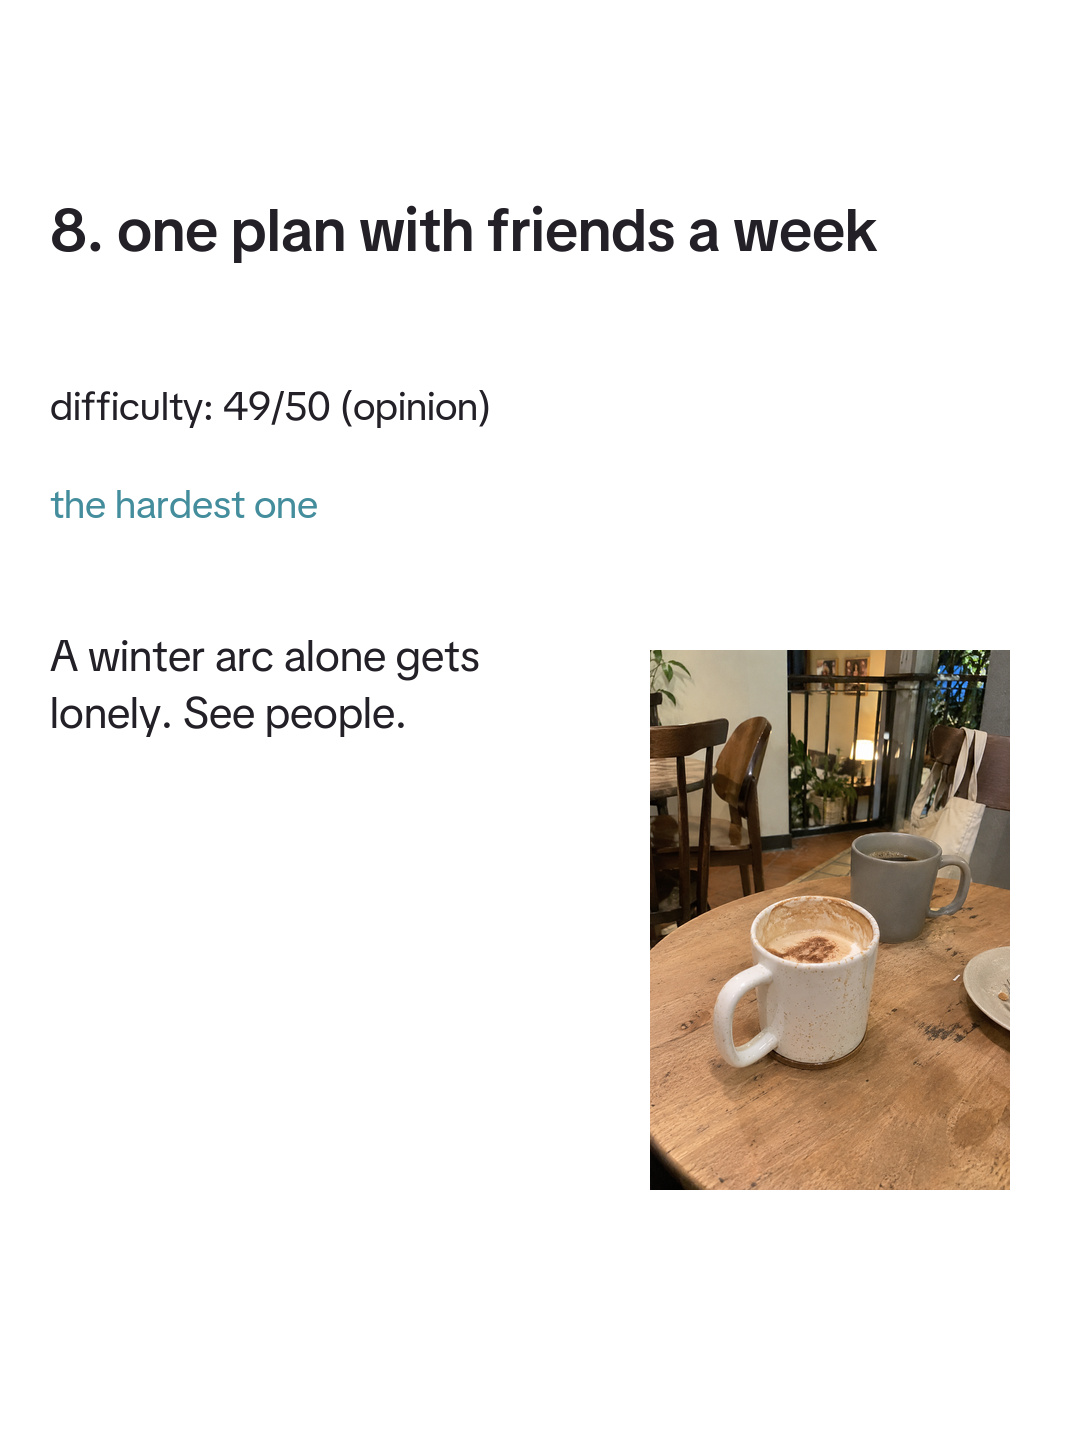 8. one plan with friends a week
difficulty: 49/50 (opinion)
the hardest one
A winter arc alone gets
lonely. See people.